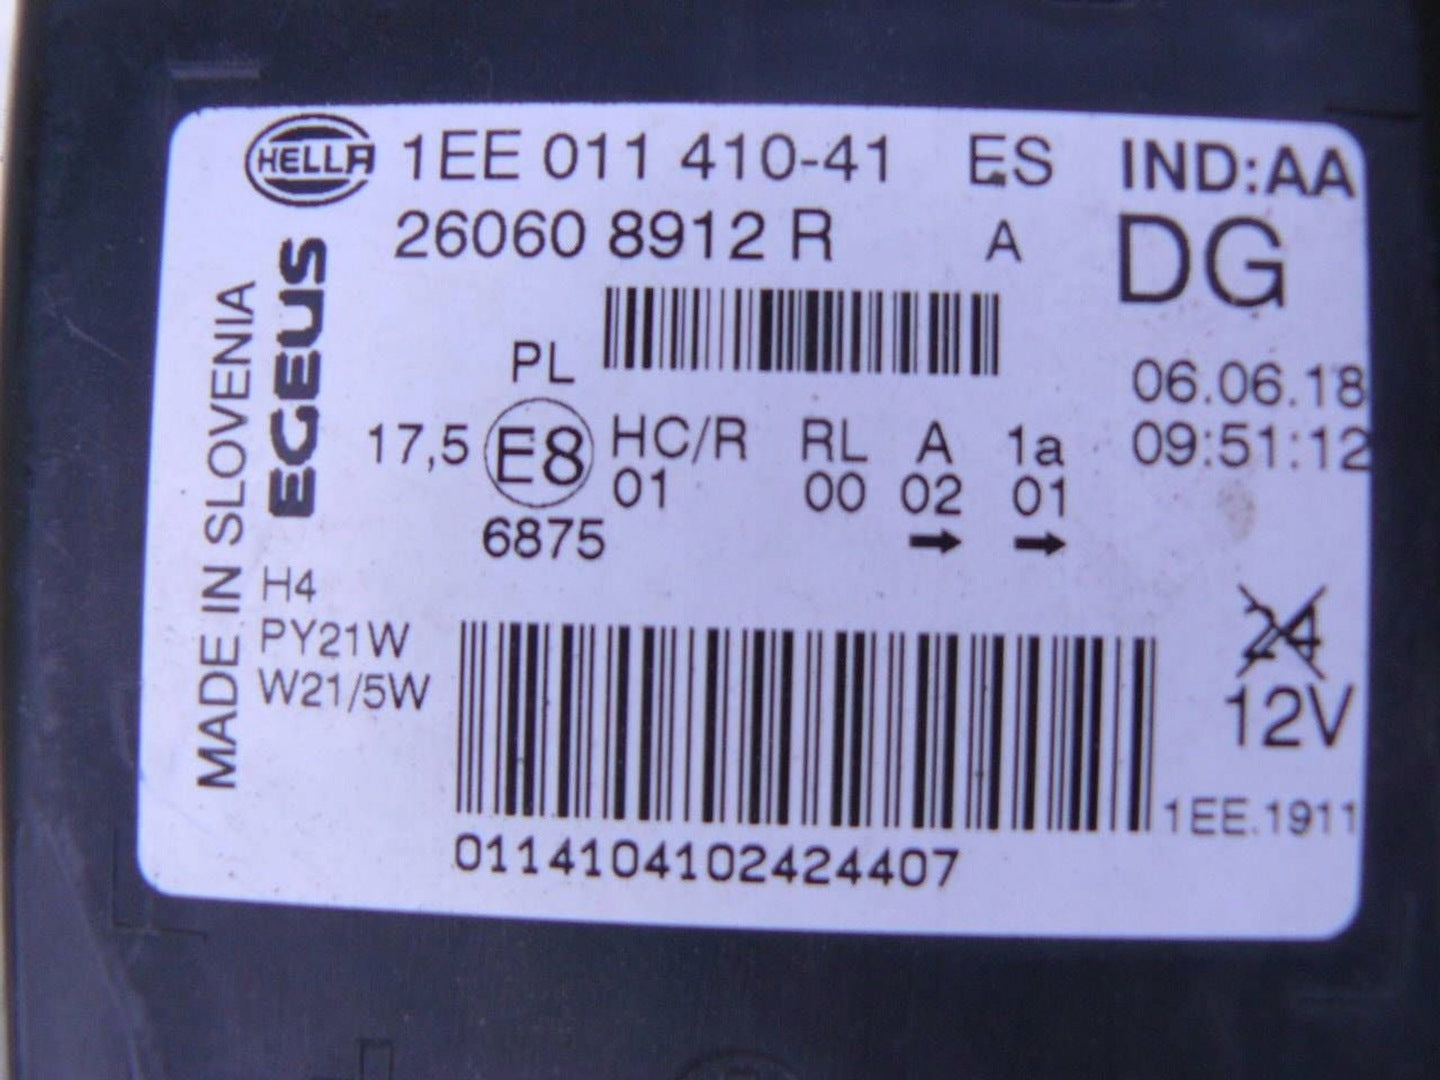 HELLA 1EE 011 410-41 ES IND:AA
26060 8912 R A DG
MADE IN SLOVENIA
EGEUS
PL
06.06.18
17,5 E8 HC/R RL A 1a 09:51:12
01 00 02 01
6875 → →
H4
PY21W
W21/5W
24
12V
1EE.1911
0114104102424407